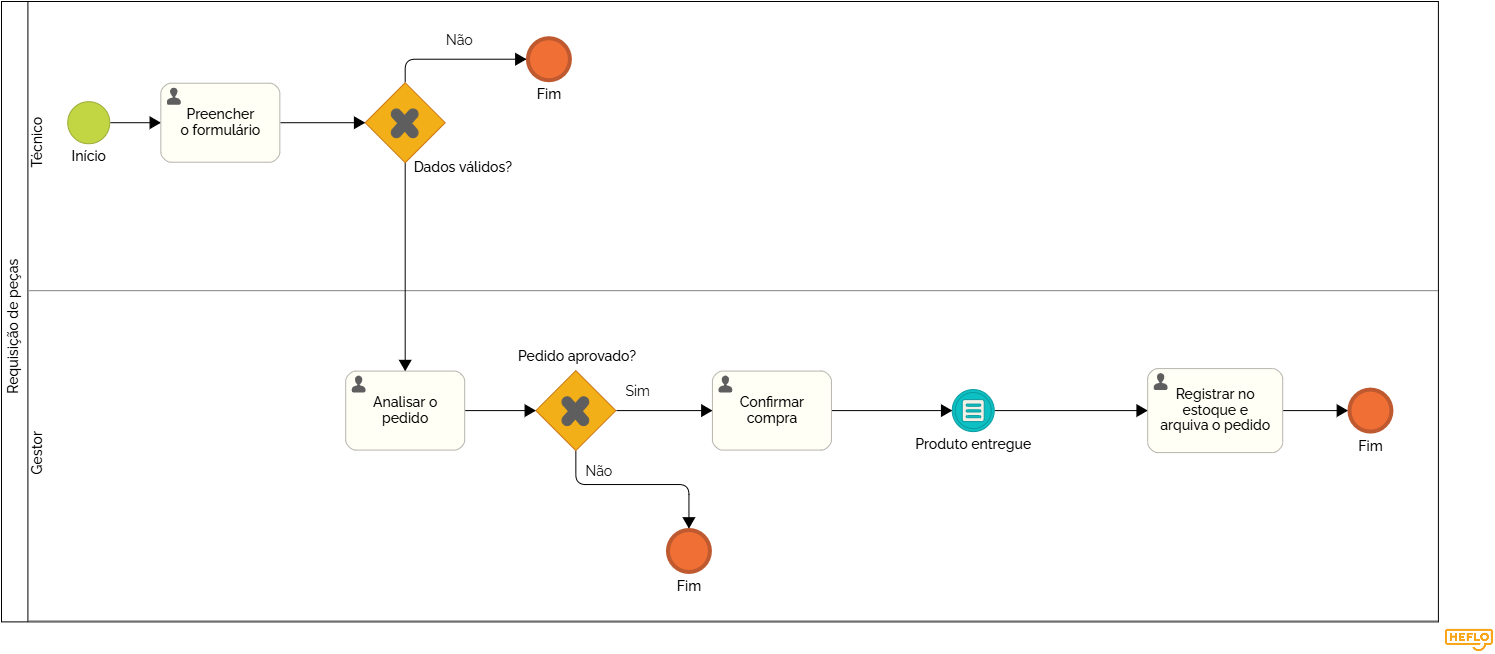 Requisição de peças
Técnico
Início
Preencher
o formulário
Dados válidos?
Não
Fim
Gestor
Analisar o
pedido
Pedido aprovado?
Sim
Não
Fim
Confirmar
compra
Produto entregue
Registrar no
estoque e
arquiva o pedido
Fim
HEFLO